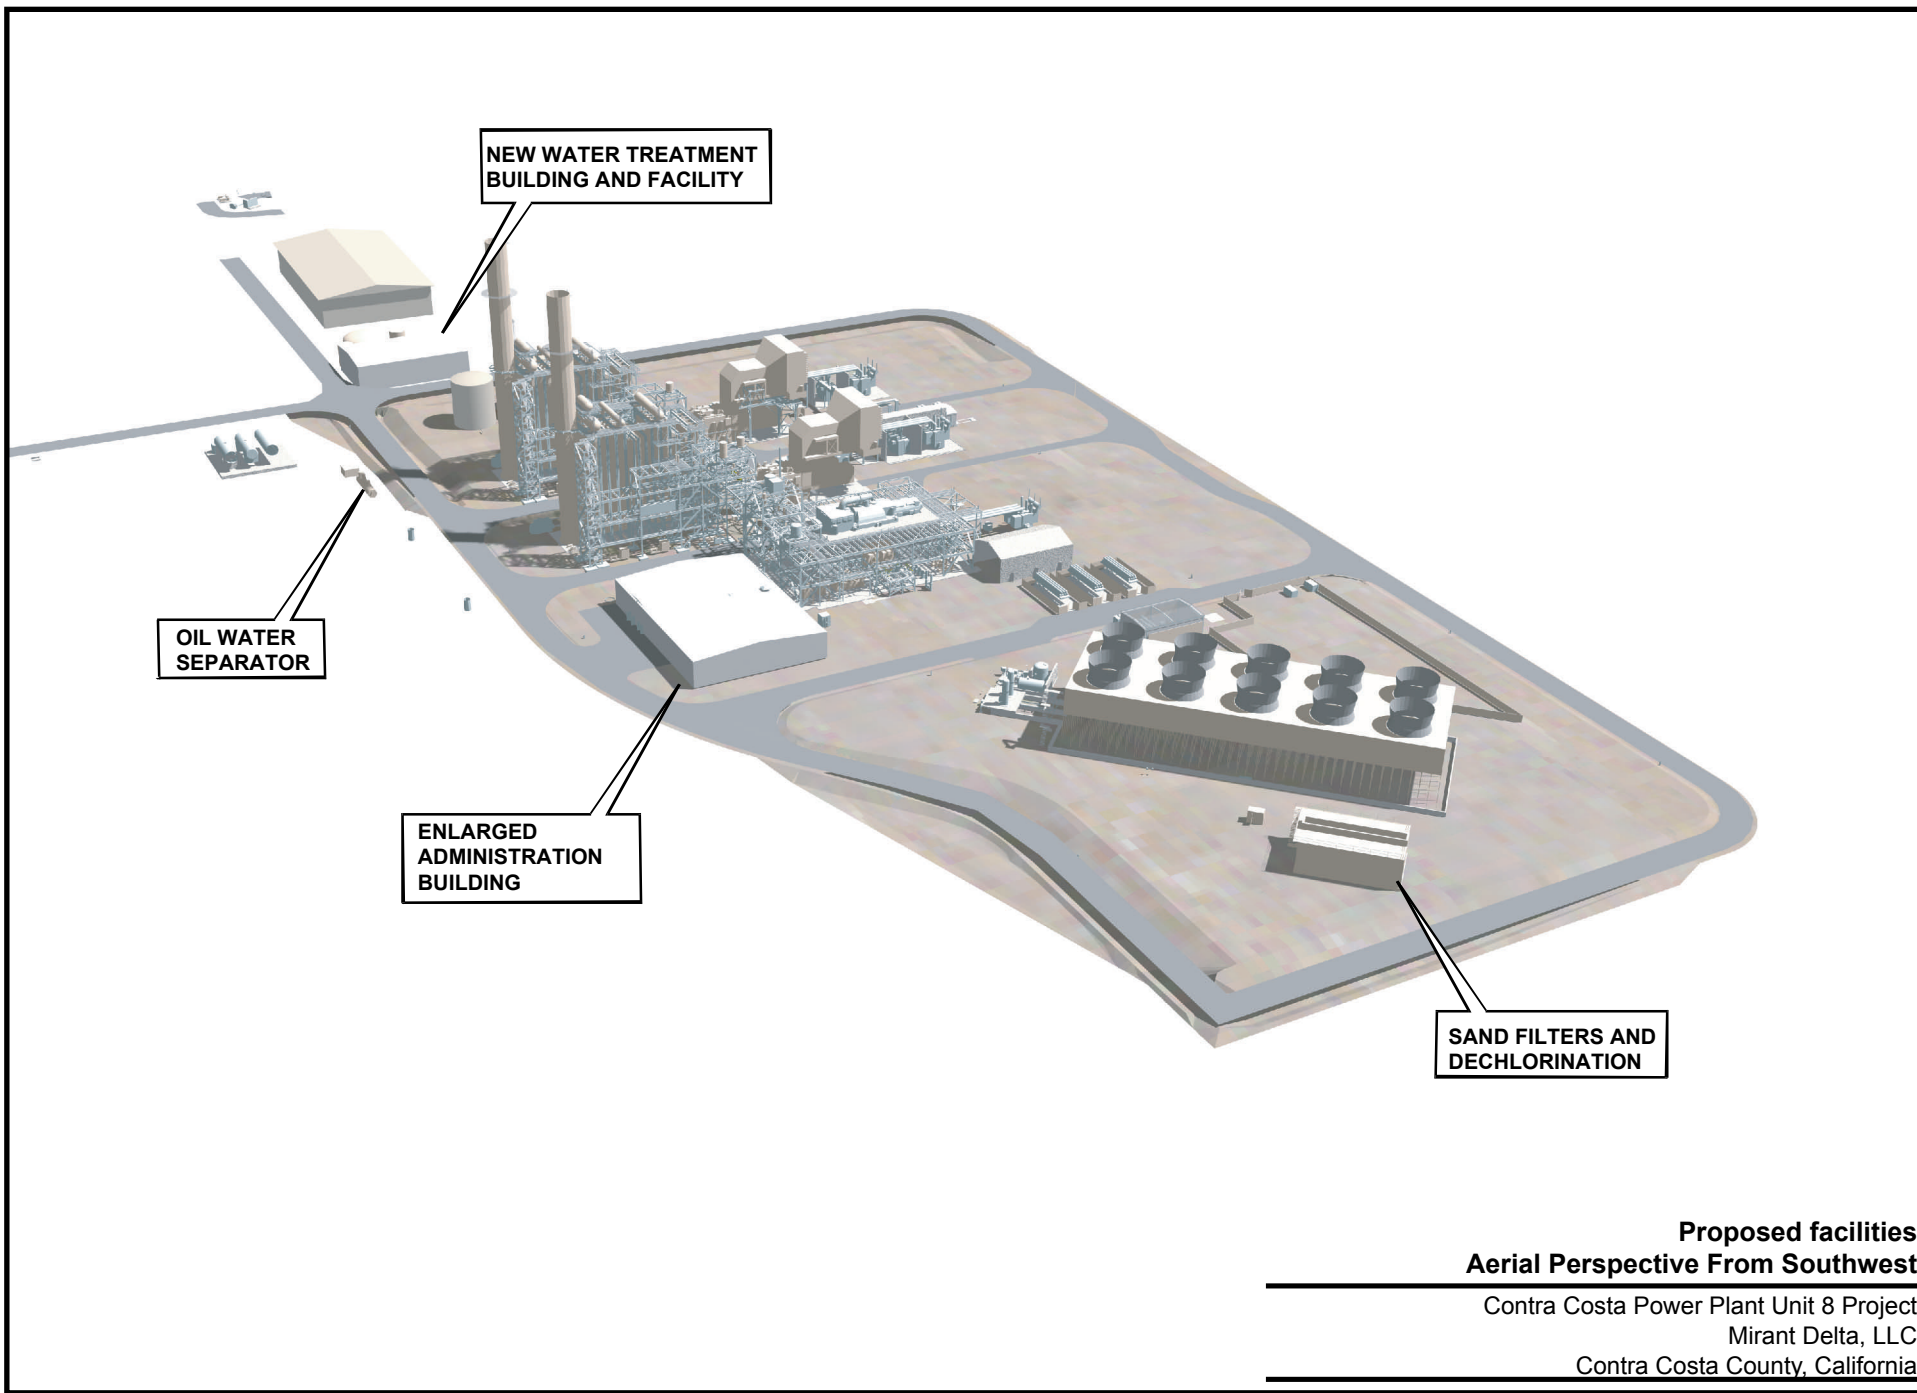 NEW WATER TREATMENT
BUILDING AND FACILITY
OIL WATER
SEPARATOR
ENLARGED
ADMINISTRATION
BUILDING
SAND FILTERS AND
DECHLORINATION
Proposed facilities
Aerial Perspective From Southwest
Contra Costa Power Plant Unit 8 Project
Mirant Delta, LLC
Contra Costa County, California